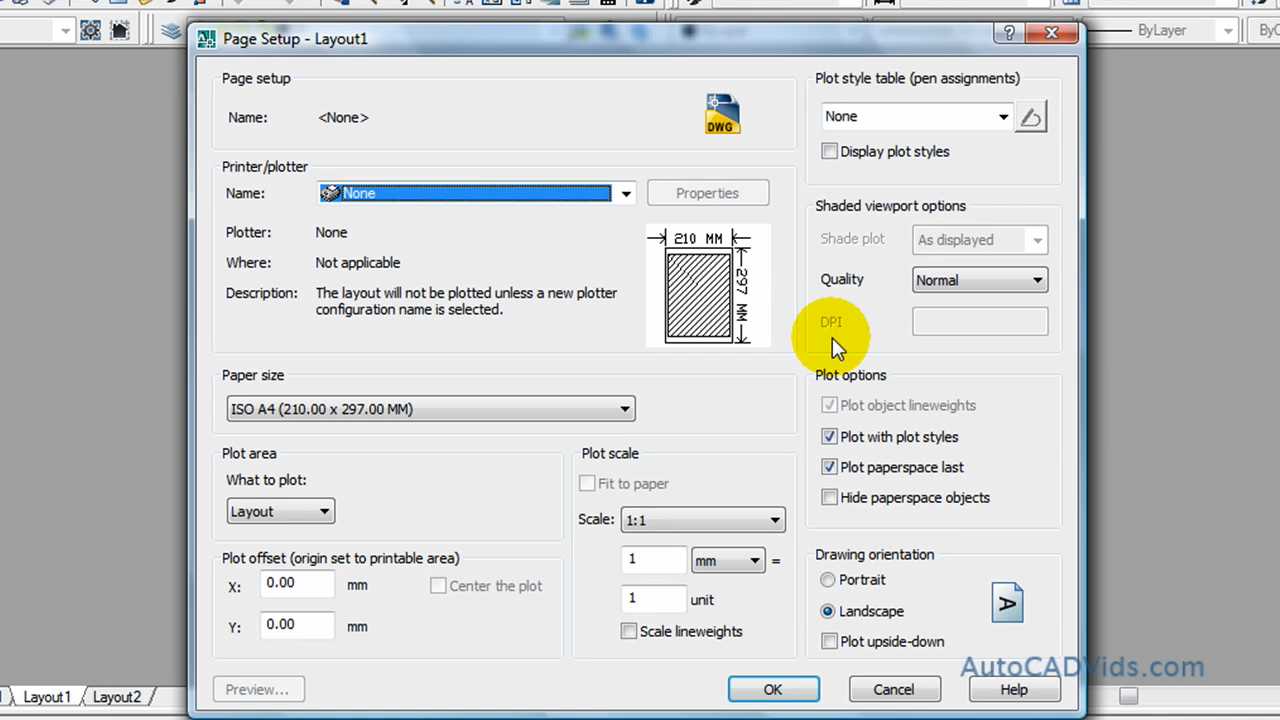 Page Setup - Layout1
ByLayer
Page setup
Name: <None>
DWG
Printer/plotter
Name: None
Properties
Plotter: None
Where: Not applicable
Description: The layout will not be plotted unless a new plotter
configuration name is selected.
210 MM
297 MM
Paper size
ISO A4 (210.00 x 297.00 MM)
Plot area
What to plot:
Layout
Plot offset (origin set to printable area)
X: 0.00 mm
Center the plot
Y: 0.00 mm
Plot scale
Fit to paper
Scale: 1:1
1 mm =
1 unit
Scale lineweights
Plot style table (pen assignments)
None
Display plot styles
Shaded viewport options
Shade plot As displayed
Quality Normal
DPI
Plot options
Plot object lineweights
Plot with plot styles
Plot paperspace last
Hide paperspace objects
Drawing orientation
Portrait
A
Landscape
Plot upside-down
Preview...
OK
Cancel
Help
AutoCADVids.com
Layout1
Layout2